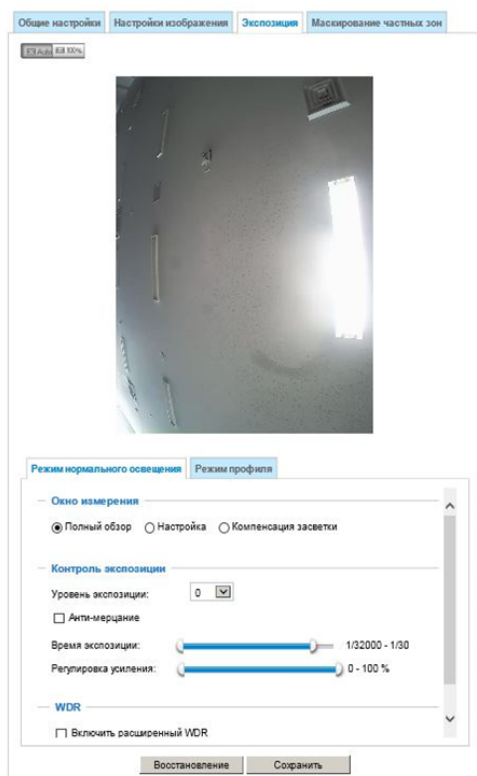 Общие настройки Настройки изображения Экспозиция Маскирование частных зон
Auto 100%
Режим нормального освещения Режим профиля
Окно измерения
Полный обзор Настройка Компенсация засветки
Контроль экспозиции
Уровень экспозиции: 0
Анти-мерцание
Время экспозиции: 1/32000 - 1/30
Регулировка усиления: 0 - 100 %
WDR
Включить расширенный WDR
Восстановление Сохранить